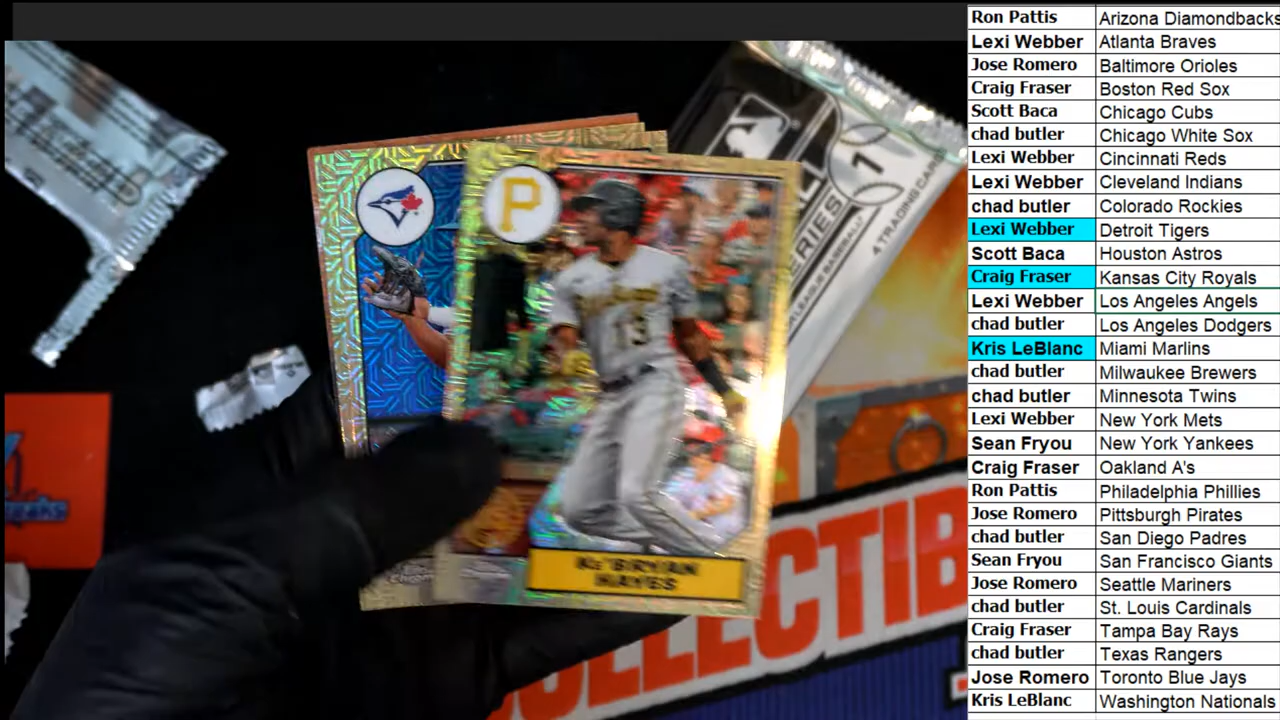 Ron Pattis Arizona Diamondbacks
Lexi Webber Atlanta Braves
Jose Romero Baltimore Orioles
Craig Fraser Boston Red Sox
Scott Baca Chicago Cubs
chad butler Chicago White Sox
Lexi Webber Cincinnati Reds
Lexi Webber Cleveland Indians
chad butler Colorado Rockies
Lexi Webber Detroit Tigers
Scott Baca Houston Astros
Craig Fraser Kansas City Royals
Lexi Webber Los Angeles Angels
chad butler Los Angeles Dodgers
Kris LeBlanc Miami Marlins
chad butler Milwaukee Brewers
chad butler Minnesota Twins
Lexi Webber New York Mets
Sean Fryou New York Yankees
Craig Fraser Oakland A's
Ron Pattis Philadelphia Phillies
Jose Romero Pittsburgh Pirates
chad butler San Diego Padres
Sean Fryou San Francisco Giants
Jose Romero Seattle Mariners
chad butler St. Louis Cardinals
Craig Fraser Tampa Bay Rays
chad butler Texas Rangers
Jose Romero Toronto Blue Jays
Kris LeBlanc Washington Nationals
P
13
Ke'BRYAN
HAYES
SERIES
1
4 TRADING CARDS
COLLECTIB